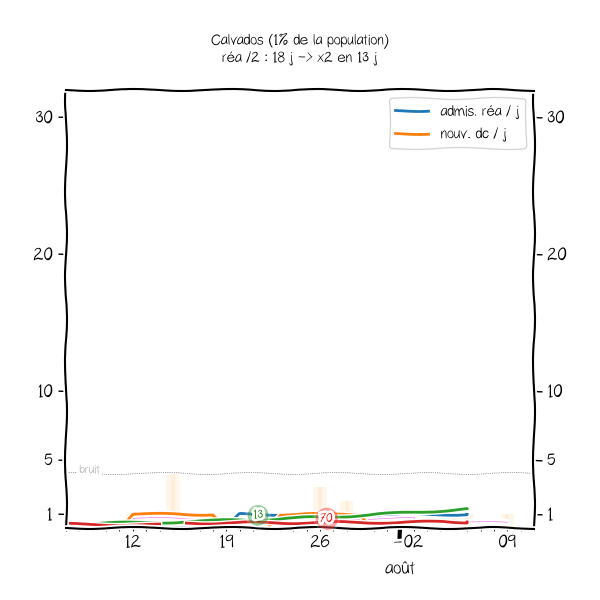 Calvados (1% de la population)
réa /2 : 18 j -> x2 en 13 j
admis. réa / j
nouv. dc / j
30
30
20
20
10
10
5
5
bruit
1
1
13
70
12
19
26
02
09
août